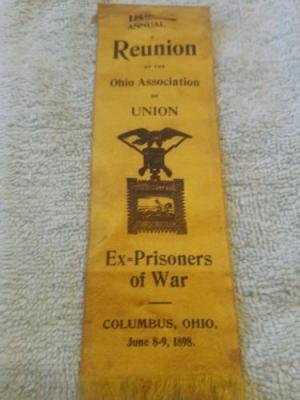 ANNUAL
Reunion
OF THE
Ohio Association
OF
UNION
Ex=Prisoners
of War
COLUMBUS, OHIO.
June 8-9, 1898.